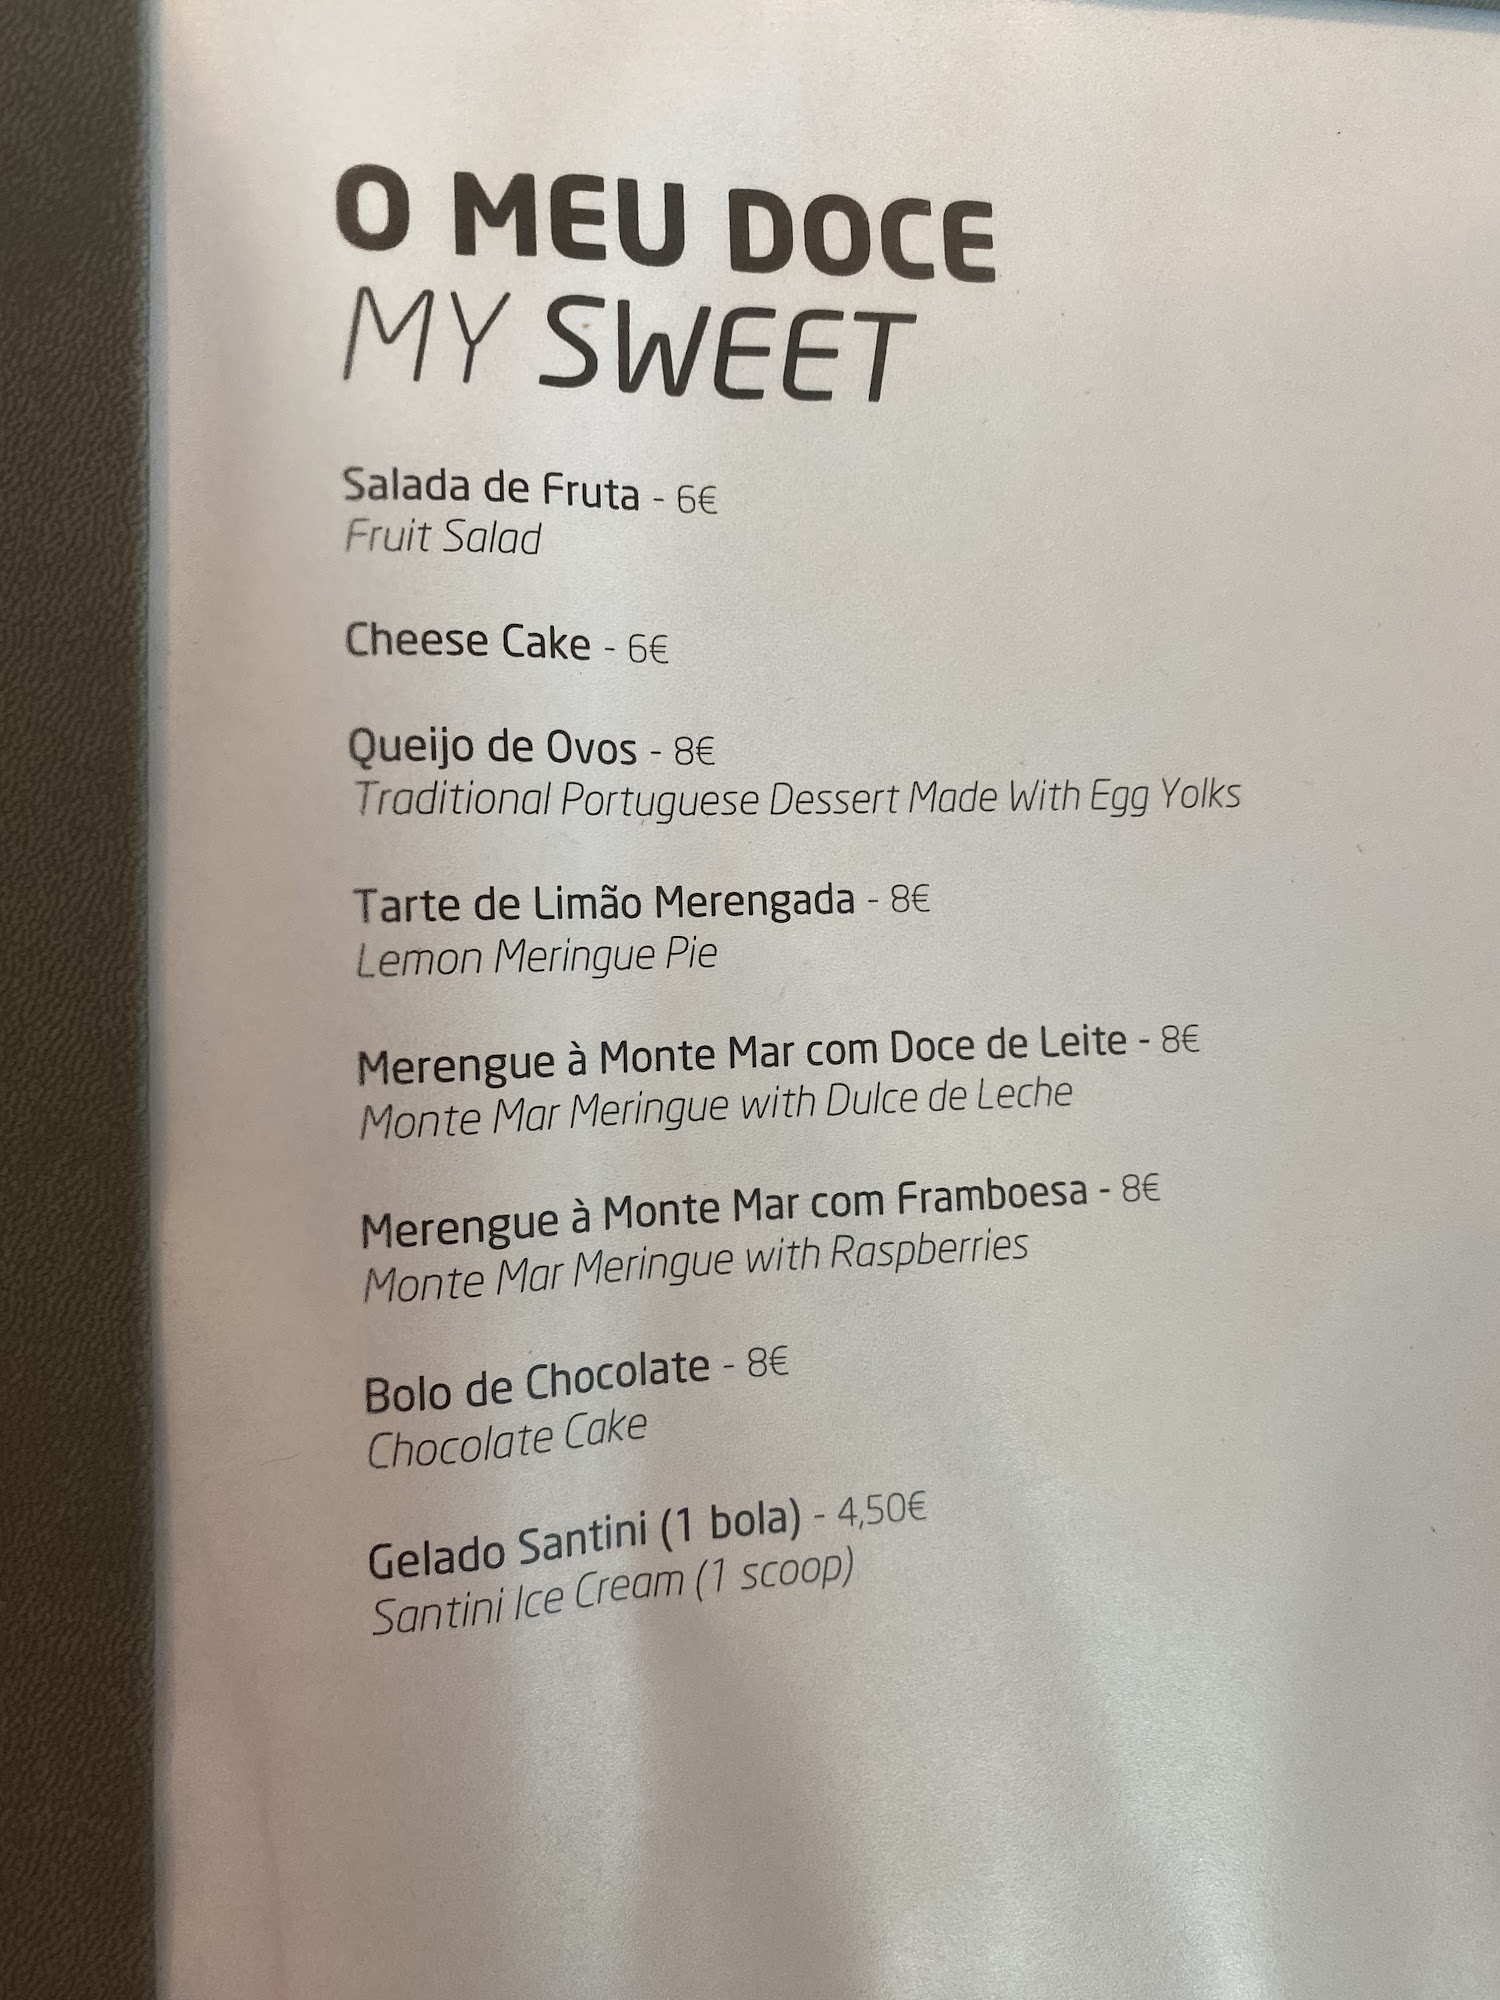 O MEU DOCE
MY SWEET
Salada de Fruta - 6€
Fruit Salad
Cheese Cake - 6€
Queijo de Ovos - 8€
Traditional Portuguese Dessert Made With Egg Yolks
Tarte de Limão Merengada - 8€
Lemon Meringue Pie
Merengue à Monte Mar com Doce de Leite - 8€
Monte Mar Meringue with Dulce de Leche
Merengue à Monte Mar com Framboesa - 8€
Monte Mar Meringue with Raspberries
Bolo de Chocolate - 8€
Chocolate Cake
Gelado Santini (1 bola) - 4,50€
Santini Ice Cream (1 scoop)